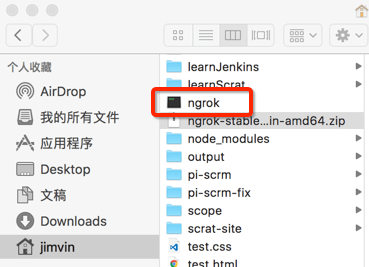 个人收藏
AirDrop
我的所有文件
应用程序
Desktop
文稿
Downloads
jimvin
learnJenkins
learnScrat
ngrok
ngrok-stable...in-amd64.zip
node_modules
output
pi-scrm
pi-scrm-fix
scope
scrat-site
test.css
test.html